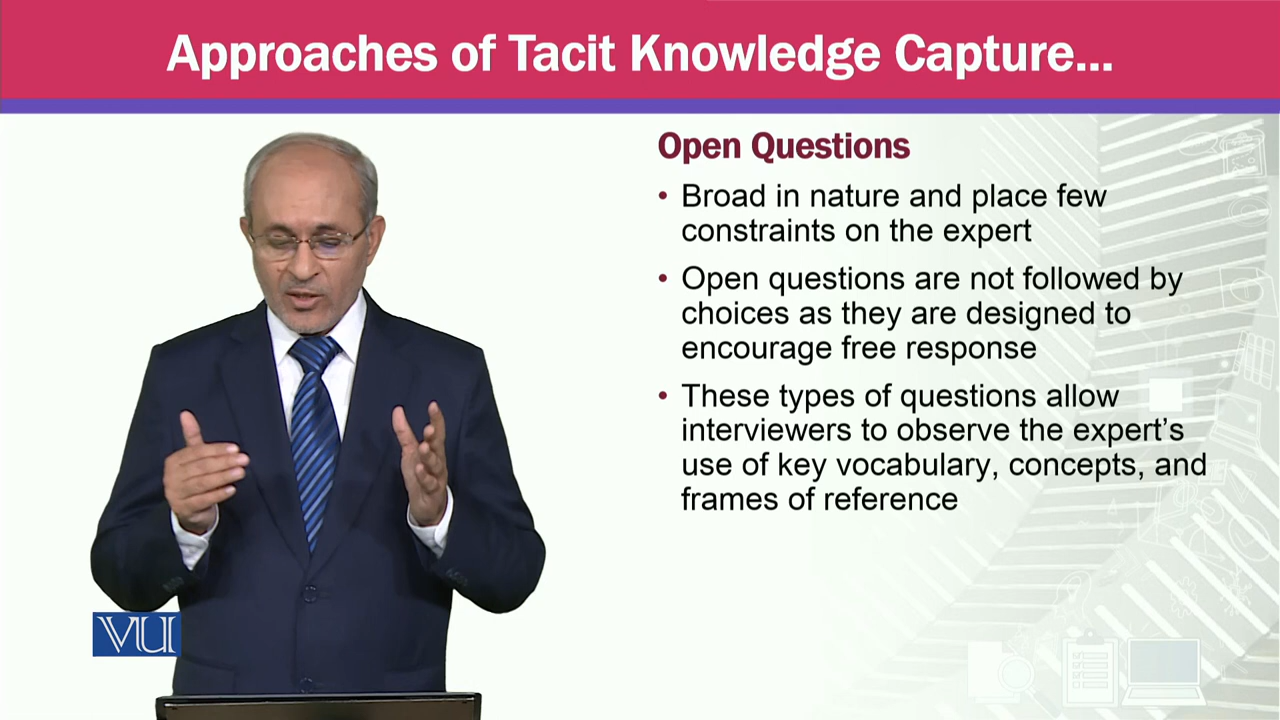 Approaches of Tacit Knowledge Capture...
Open Questions
• Broad in nature and place few
constraints on the expert
• Open questions are not followed by
choices as they are designed to
encourage free response
• These types of questions allow
interviewers to observe the expert's
use of key vocabulary, concepts, and
frames of reference
VU